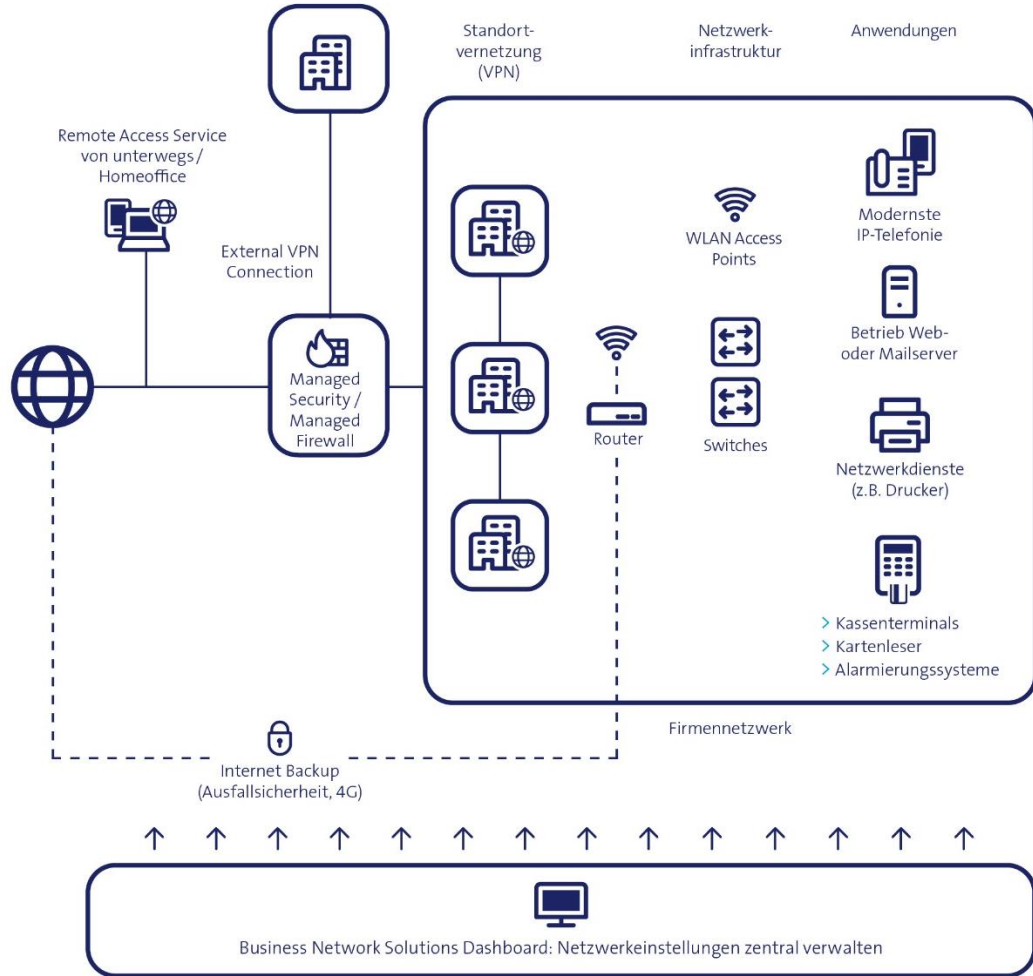 Standort-
vernetzung
(VPN)
Netzwerk-
infrastruktur
Anwendungen
Remote Access Service
von unterwegs /
Homeoffice
External VPN
Connection
Managed
Security /
Managed
Firewall
Router
WLAN Access
Points
Switches
Modernste
IP-Telefonie
Betrieb Web-
oder Mailserver
Netzwerkdienste
(z.B. Drucker)
> Kassenterminals
> Kartenleser
> Alarmierungssysteme
Firmennetzwerk
Internet Backup
(Ausfallsicherheit, 4G)
Business Network Solutions Dashboard: Netzwerkeinstellungen zentral verwalten